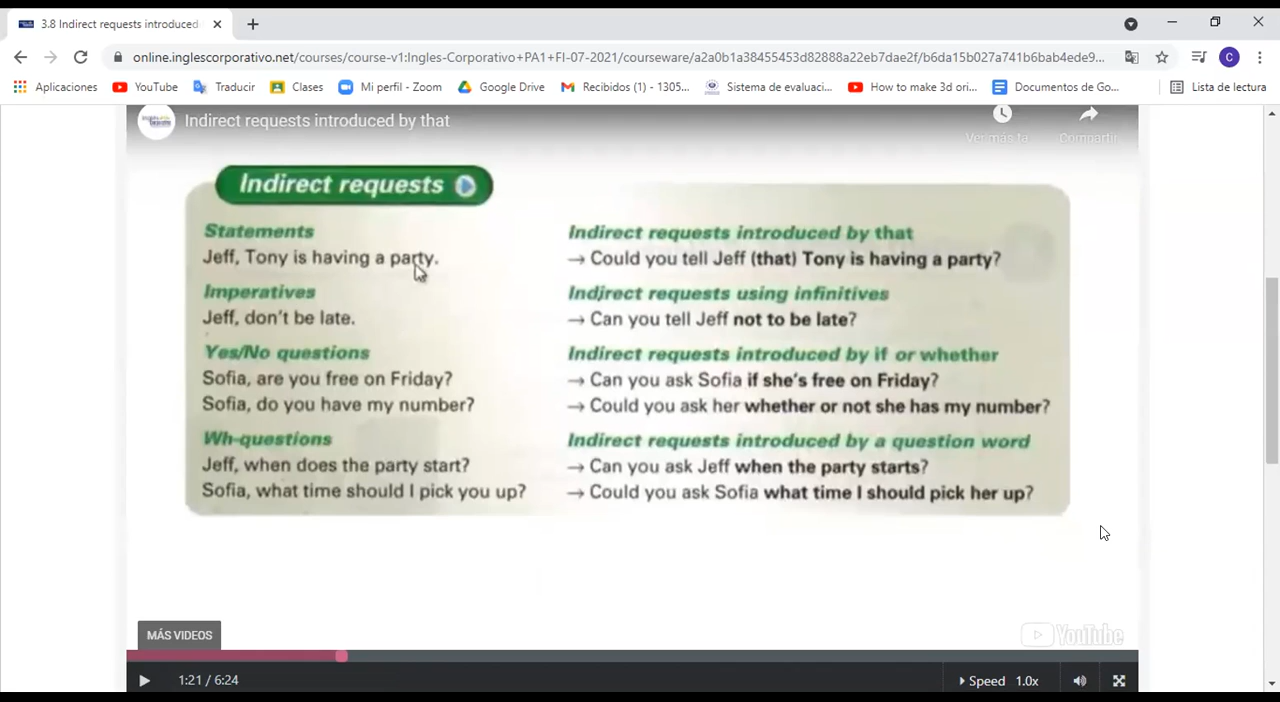 3.8 Indirect requests introduced
online.inglescorporativo.net/courses/course-v1:Ingles-Corporativo+PA1+FI-07-2021/courseware/a2a0b1a38455453d83888a22eb7dae2f/b6da15b027a741b6bab4ede9...
C
Aplicaciones YouTube Traducir Clases Mi perfil - Zoom Google Drive Recibidos (1) - 1305... Sistema de evaluaci... How to make 3d ori... Documentos de Go... Lista de lectura
Indirect requests introduced by that
Ver más ta Compartir
Indirect requests
Statements
Jeff, Tony is having a party.
Imperatives
Jeff, don't be late.
Yes/No questions
Sofia, are you free on Friday?
Sofia, do you have my number?
Wh-questions
Jeff, when does the party start?
Sofia, what time should I pick you up?
Indirect requests introduced by that
→ Could you tell Jeff (that) Tony is having a party?
Indirect requests using infinitives
→ Can you tell Jeff not to be late?
Indirect requests introduced by if or whether
→ Can you ask Sofia if she's free on Friday?
→ Could you ask her whether or not she has my number?
Indirect requests introduced by a question word
→ Can you ask Jeff when the party starts?
→ Could you ask Sofia what time I should pick her up?
MÁS VIDEOS
YouTube
1:21 / 6:24
Speed 1.0x